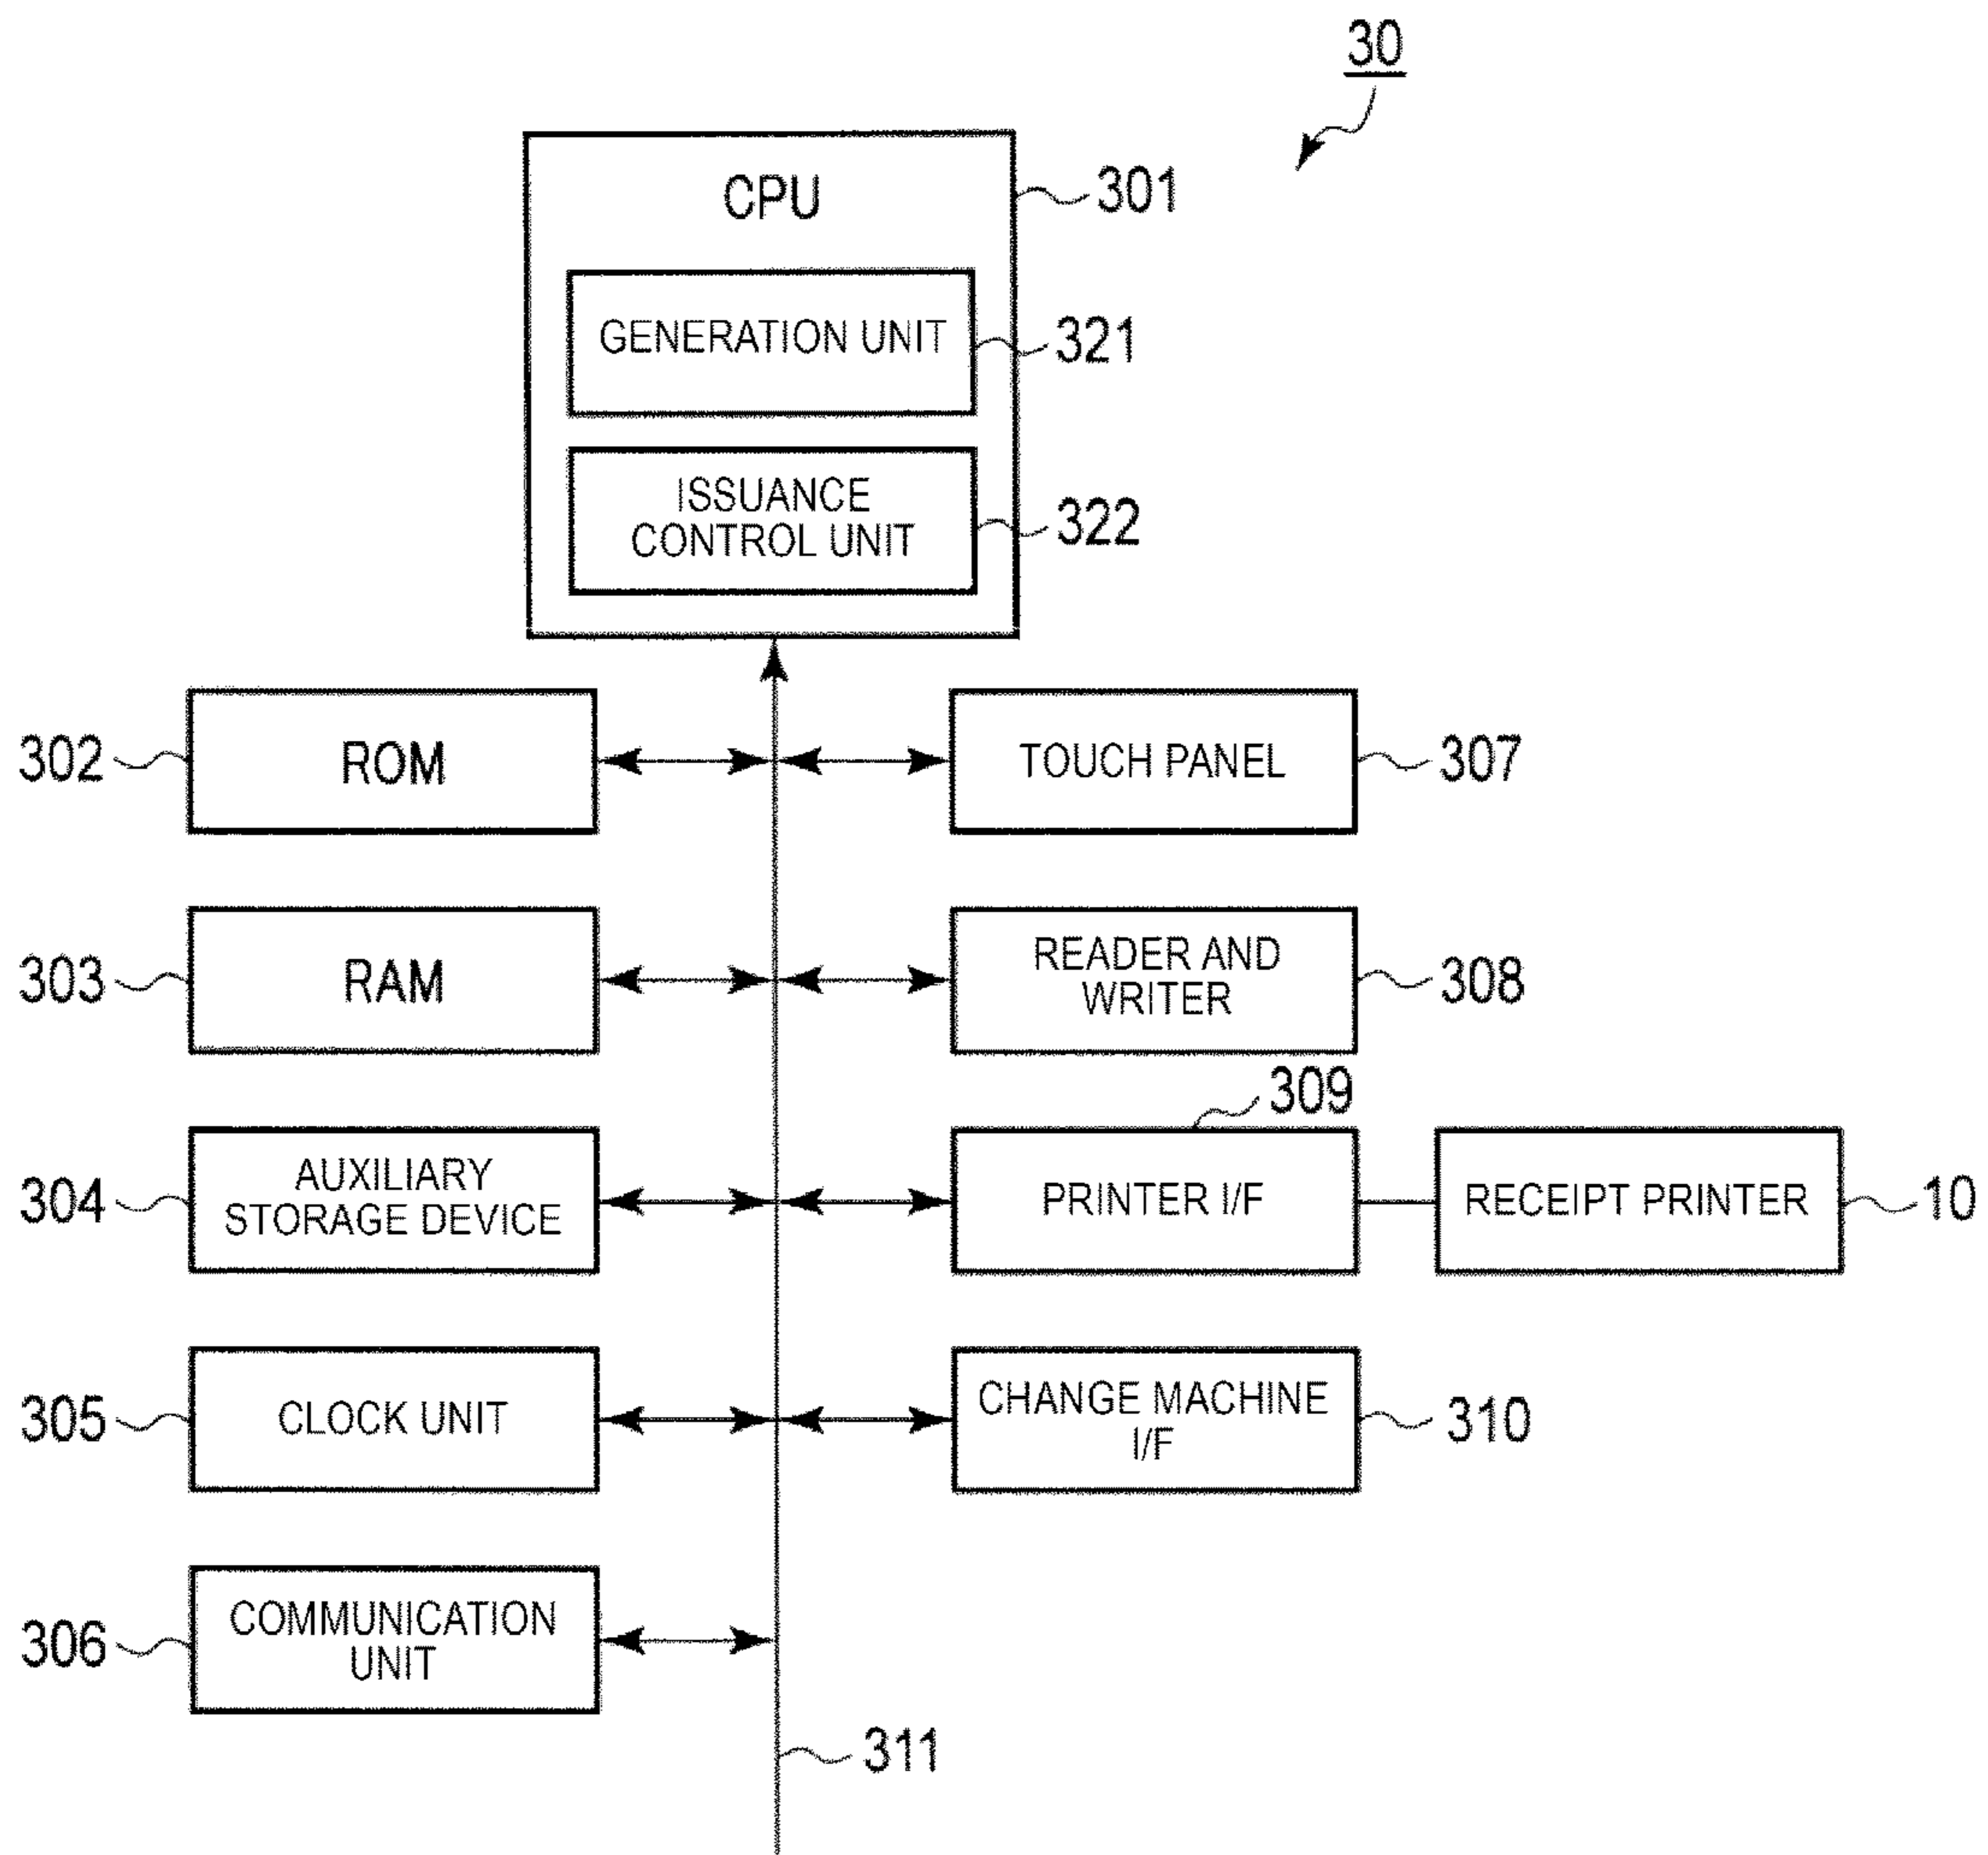 30
CPU
301
GENERATION UNIT
321
ISSUANCE
CONTROL UNIT
322
302
ROM
TOUCH PANEL
307
303
RAM
READER AND
WRITER
308
309
304
AUXILIARY
STORAGE DEVICE
PRINTER I/F
RECEIPT PRINTER
10
305
CLOCK UNIT
CHANGE MACHINE
I/F
310
306
COMMUNICATION
UNIT
311